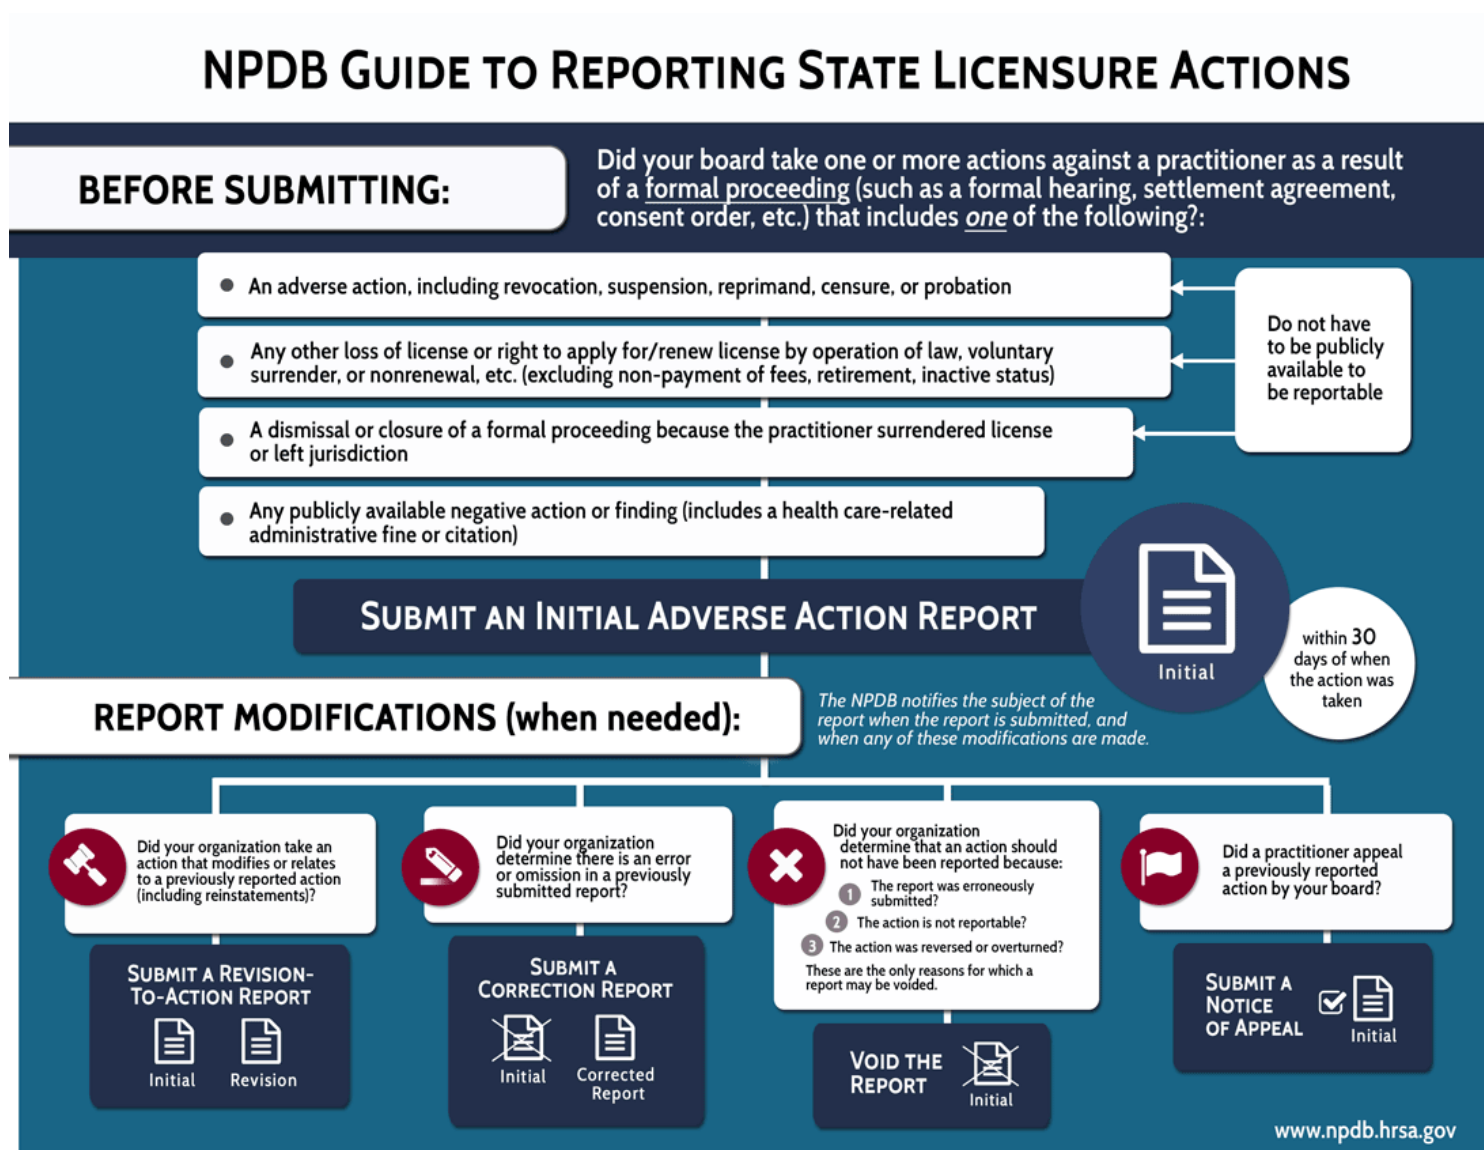 NPDB GUIDE TO REPORTING STATE LICENSURE ACTIONS
BEFORE SUBMITTING:
Did your board take one or more actions against a practitioner as a result
of a formal proceeding (such as a formal hearing, settlement agreement,
consent order, etc.) that includes one of the following?:
● An adverse action, including revocation, suspension, reprimand, censure, or probation
● Any other loss of license or right to apply for/renew license by operation of law, voluntary
surrender, or nonrenewal, etc. (excluding non-payment of fees, retirement, inactive status)
● A dismissal or closure of a formal proceeding because the practitioner surrendered license
or left jurisdiction
Do not have
to be publicly
available to
be reportable
● Any publicly available negative action or finding (includes a health care-related
administrative fine or citation)
SUBMIT AN INITIAL ADVERSE ACTION REPORT
Initial
within 30
days of when
the action was
taken
REPORT MODIFICATIONS (when needed):
The NPDB notifies the subject of the
report when the report is submitted, and
when any of these modifications are made.
Did your organization take an
action that modifies or relates
to a previously reported action
(including reinstatements)?
SUBMIT A REVISION-
TO-ACTION REPORT
Initial
Revision
Did your organization
determine there is an error
or omission in a previously
submitted report?
SUBMIT A
CORRECTION REPORT
Initial
Corrected
Report
Did your organization
determine that an action should
not have been reported because:
1 The report was erroneously
submitted?
2 The action is not reportable?
3 The action was reversed or overturned?
These are the only reasons for which a
report may be voided.
VOID THE
REPORT
Initial
Did a practitioner appeal
a previously reported
action by your board?
SUBMIT A
NOTICE
OF APPEAL
Initial
www.npdb.hrsa.gov